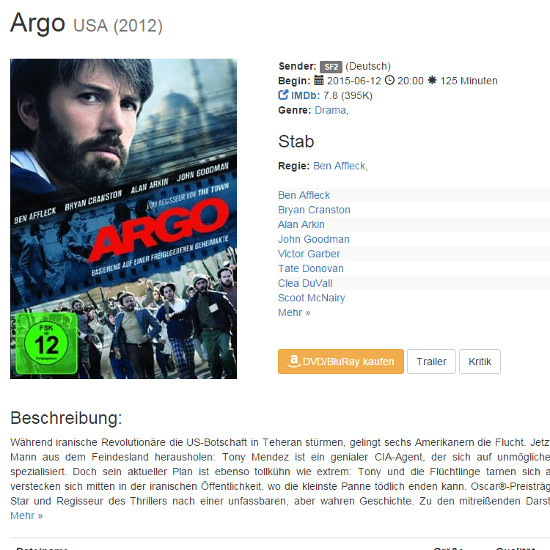 Argo USA (2012)
Sender: SF2 (Deutsch)
Begin: 2015-06-12 20:00 125 Minuten
IMDb: 7.8 (395K)
Genre: Drama,
Stab
Regie: Ben Affleck,
Ben Affleck
Bryan Cranston
Alan Arkin
John Goodman
Victor Garber
Tate Donovan
Clea DuVall
Scoot McNairy
Mehr »
BEN AFFLECK BRYAN CRANSTON ALAN ARKIN JOHN GOODMAN
VOM REGISSEUR VON THE TOWN
ARGO
BASIEREND AUF EINER FREIGEGEBENEN GEHEIMAKTE
FSK
ab
12
freigegeben
DVD/BluRay kaufen Trailer Kritik
Beschreibung:
Während iranische Revolutionäre die US-Botschaft in Teheran stürmen, gelingt sechs Amerikanern die Flucht. Jetz
Mann aus dem Feindesland herausholen: Tony Mendez ist ein genialer CIA-Agent, der sich auf unmögliche
spezialisiert. Doch sein aktueller Plan ist ebenso tollkühn wie extrem: Tony und die Flüchtlinge tarnen sich a
verstecken sich mitten in der iranischen Öffentlichkeit, wo die kleinste Panne tödlich enden kann. Oscar®-Preisträg
Star und Regisseur des Thrillers nach einer unfassbaren, aber wahren Geschichte. Zu den mitreißenden Darst
Mehr »
Dateiname Größe Qualität